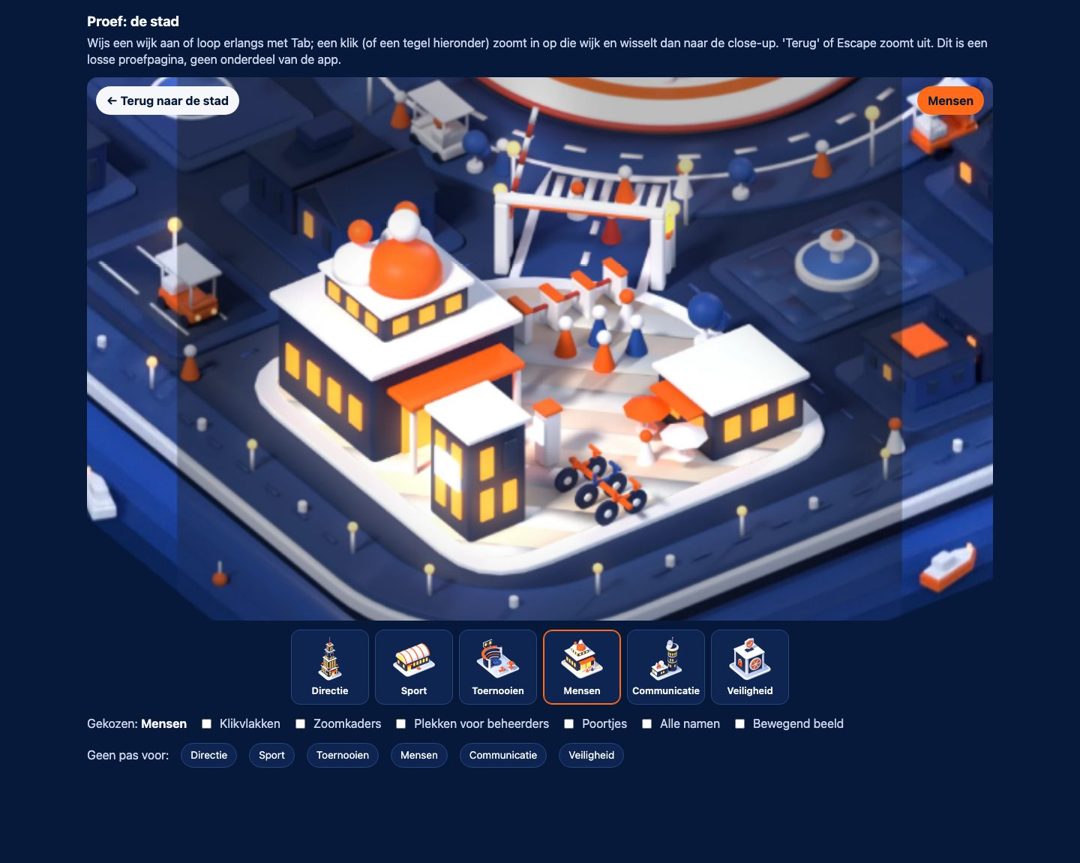 Proef: de stad
Wijs een wijk aan of loop erlangs met Tab; een klik (of een tegel hieronder) zoomt in op die wijk en wisselt dan naar de close-up. 'Terug' of Escape zoomt uit. Dit is een
losse proefpagina, geen onderdeel van de app.
← Terug naar de stad
Mensen
Directie
Sport
Toernooien
Mensen
Communicatie
Veiligheid
Gekozen: Mensen Klikvlakken Zoomkaders Plekken voor beheerders Poortjes Alle namen Bewegend beeld
Geen pas voor: Directie Sport Toernooien Mensen Communicatie Veiligheid